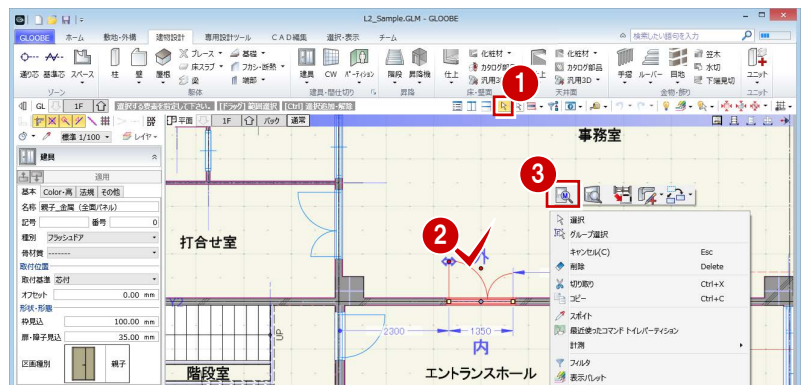 L2_Sample.GLM - GLOOBE
GLOOBE ホーム 敷地・外構 建物設計 専用設計ツール CAD編集 選択・表示 チーム 検索したい語句を入力
ブレース 基礎 化粧材 化粧材 笠木
床スラブ フカシ・断熱 カタログ部品 カタログ部品 水切
通り芯 基準芯 スペース 柱 壁 屋根 梁 階部 建具 CW パーティション 階段 昇降機 仕上 汎用3D 汎用3D 手摺 ルーバー 目地 下端見切 ユニット
ゾーン 躯体 建具・間仕切り 昇降 床・壁面 天井面 金物・飾り ユニット
1
GL 1F 選択する要素を指定して下さい。 [ドラッグ] 範囲選択 [Ctrl] 選択追加・解除
平面 1F バック 通常
標準 1/100 レイヤ
建具
適用
基本 Color・高 法規 その他
名称 親子_金属 (全面パネル)
記号 番号 0
種別 フラッシュドア
骨材質 -------
取付位置
取付基準 芯付
オフセット 0.00 mm
形状・形態
枠見込 100.00 mm
扉・障子見込 35.00 mm
区画種別 親子
事務室
3
打合せ室
2
外
Y2
2300
1350
内
UP
階段室
エントランスホール
選択
グループ選択
キャンセル(C) Esc
削除 Delete
切り取り Ctrl+X
コピー Ctrl+C
スポイト
最近使ったコマンド トイレパーティション
計測
フィルタ
表示パレット